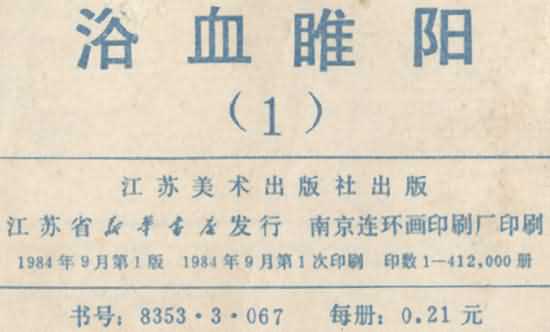 浴血睢阳
（1）
江苏美术出版社出版
江苏省新华书店发行 南京连环画印刷厂印刷
1984年9月第1版 1984年9月第1次印刷 印数1—412,000册
书号：8353·3·067 每册：0.21元